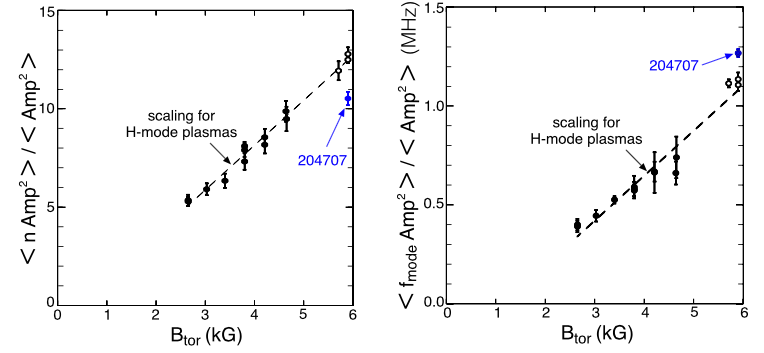 15
10
5
0
< n Amp² > / < Amp² >
scaling for
H-mode plasmas
204707
0 1 2 3 4 5 6
B_tor (kG)
1.5
1.0
0.5
0.0
< f_mode Amp² > / < Amp² > (MHz)
204707
scaling for
H-mode plasmas
0 1 2 3 4 5 6
B_tor (kG)